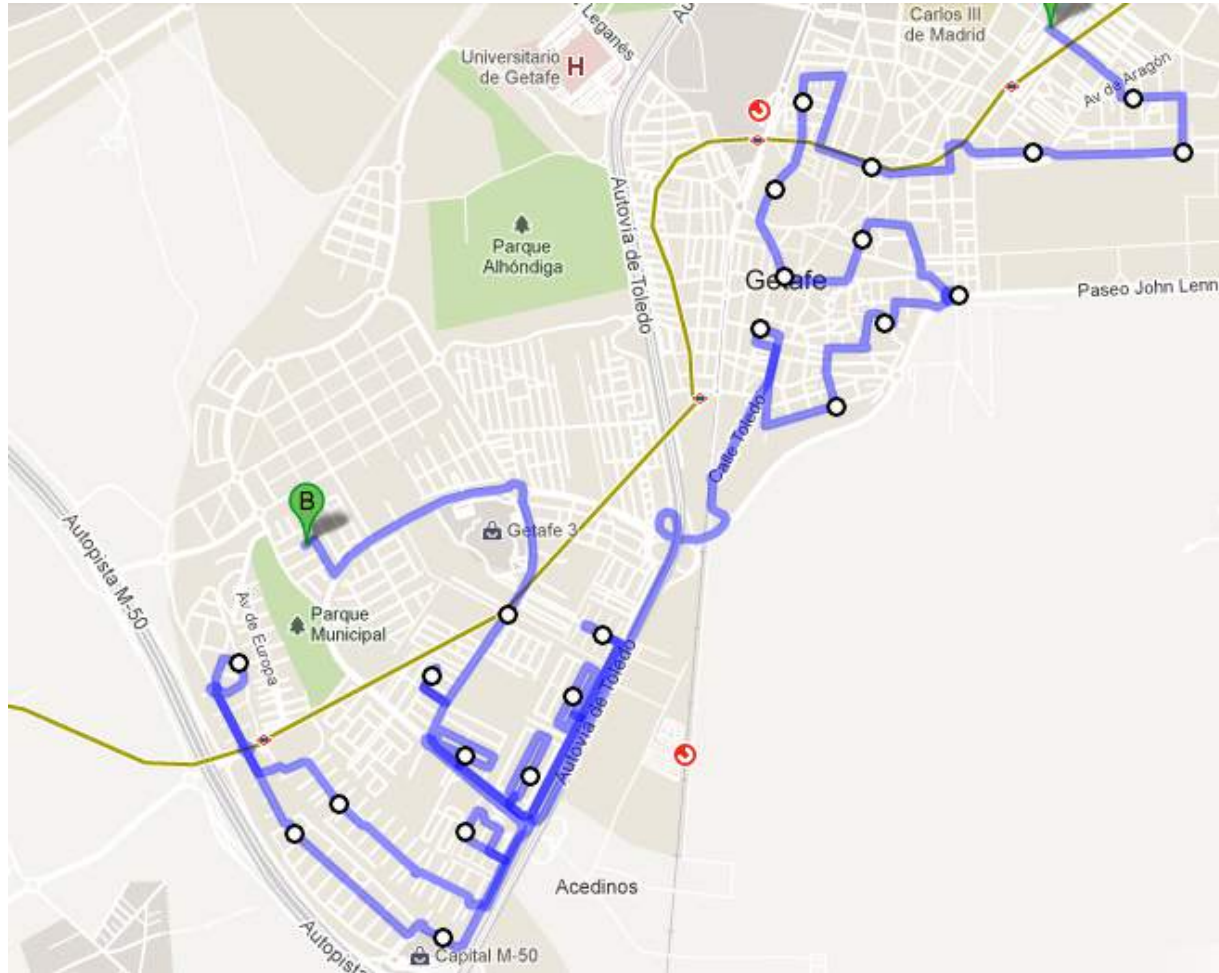 Leganés
Carlos III
de Madrid
Universitario
de Getafe
H
Av de Aragón
Autovía de Toledo
Parque
Alhóndiga
Getafe
Paseo John Lenn
Calle Toledo
B
Getafe 3
Autopista M-50
Parque
Municipal
Av de Europa
Autovía de Toledo
Acedinos
Capital M-50
Autopista